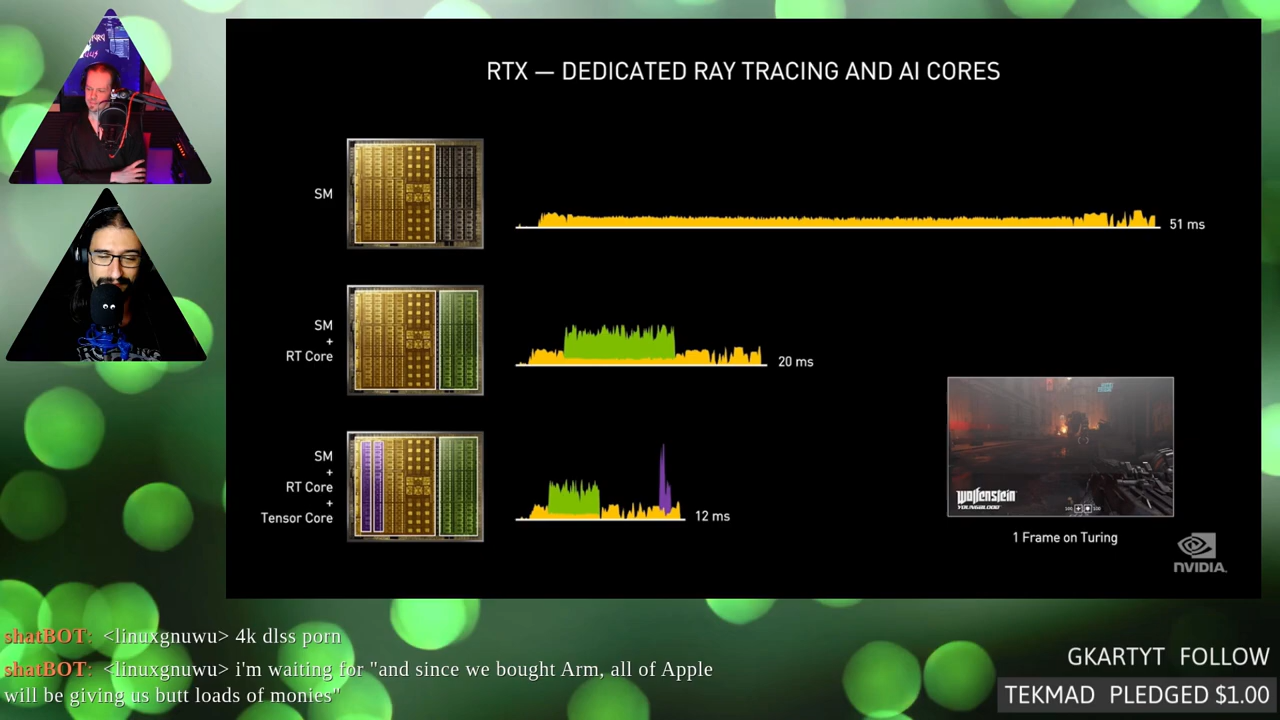 RTX — DEDICATED RAY TRACING AND AI CORES
SM
51 ms
SM
+
RT Core
20 ms
SM
+
RT Core
+
Tensor Core
12 ms
Wolfenstein
YOUNGBLOOD
1 Frame on Turing
NVIDIA.
shatBOT: <linuxgnuwu> 4k dlss porn
shatBOT: <linuxgnuwu> i'm waiting for "and since we bought Arm, all of Apple
will be giving us butt loads of monies"
GKARTYT FOLLOW
TEKMAD PLEDGED $1.00